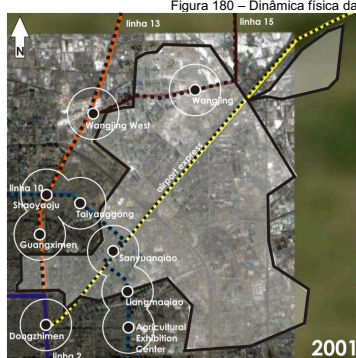 Figura 180 – Dinâmica física da
linha 13
linha 15
N
Wangjing
Wangjing West
airport express
linha 10
Shaoyaoju
Taiyanggong
Guangximen
Sanyuanqiao
Liangmaqiao
Dongzhimen
Agricultural
Exhibition
Center
linha 2
2001